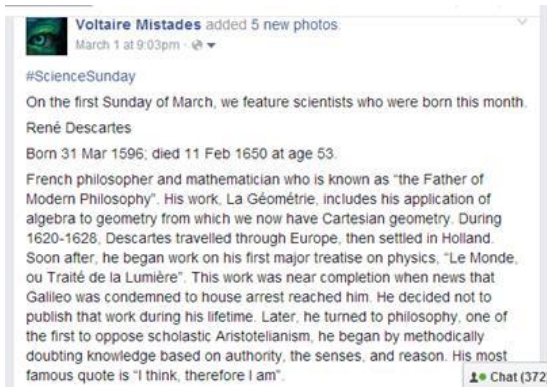 Voltaire Mistades added 5 new photos.
March 1 at 9:03pm ·
#ScienceSunday
On the first Sunday of March, we feature scientists who were born this month.
René Descartes
Born 31 Mar 1596; died 11 Feb 1650 at age 53.
French philosopher and mathematician who is known as “the Father of
Modern Philosophy”. His work, La Géométrie, includes his application of
algebra to geometry from which we now have Cartesian geometry. During
1620-1628, Descartes travelled through Europe, then settled in Holland.
Soon after, he began work on his first major treatise on physics, “Le Monde,
ou Traité de la Lumière”. This work was near completion when news that
Galileo was condemned to house arrest reached him. He decided not to
publish that work during his lifetime. Later, he turned to philosophy, one of
the first to oppose scholastic Aristotelianism, he began by methodically
doubting knowledge based on authority, the senses, and reason. His most
famous quote is “I think, therefore I am”.
Chat (372